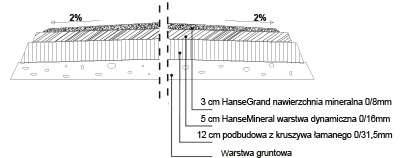 2% 2%
3 cm HanseGrand nawierzchnia mineralna 0/8mm
5 cm HanseMineral warstwa dynamiczna 0/16mm
12 cm podbudowa z kruszywa łamanego 0/31,5mm
Warstwa gruntowa